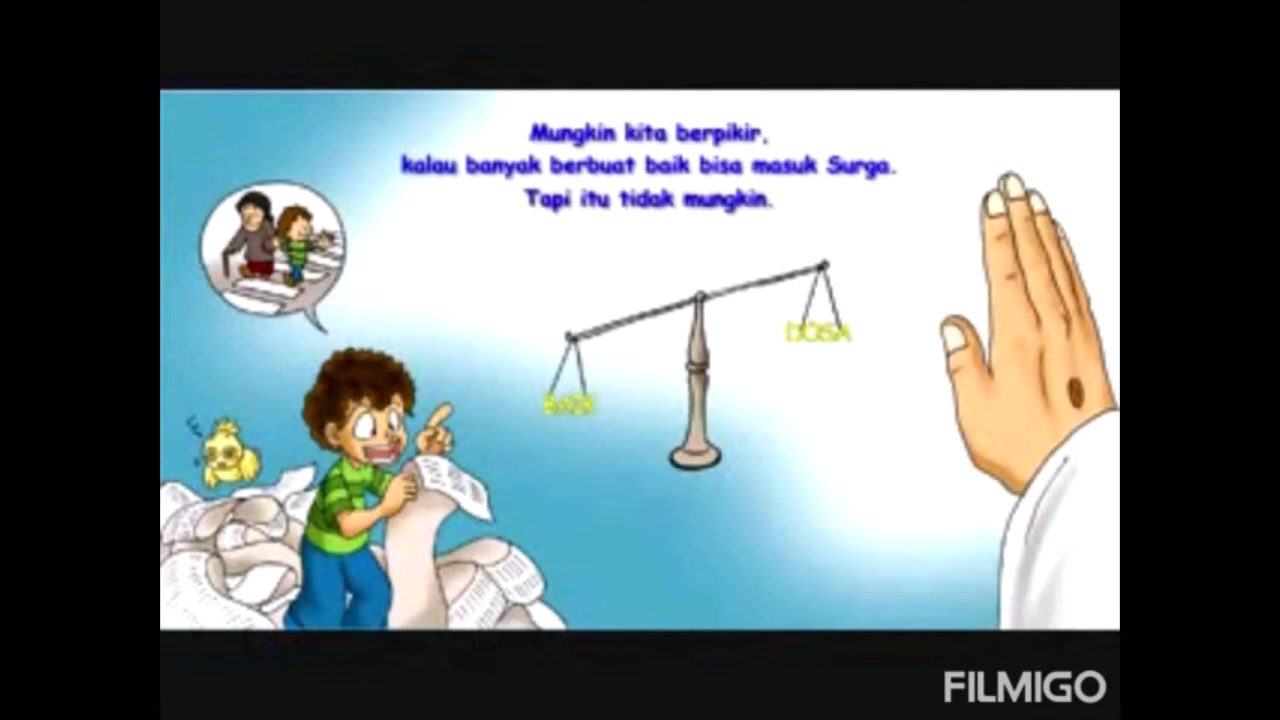 Mungkin kita berpikir,
kalau banyak berbuat baik bisa masuk Surga.
Tapi itu tidak mungkin.
DOSA
BAIK
FILMIGO